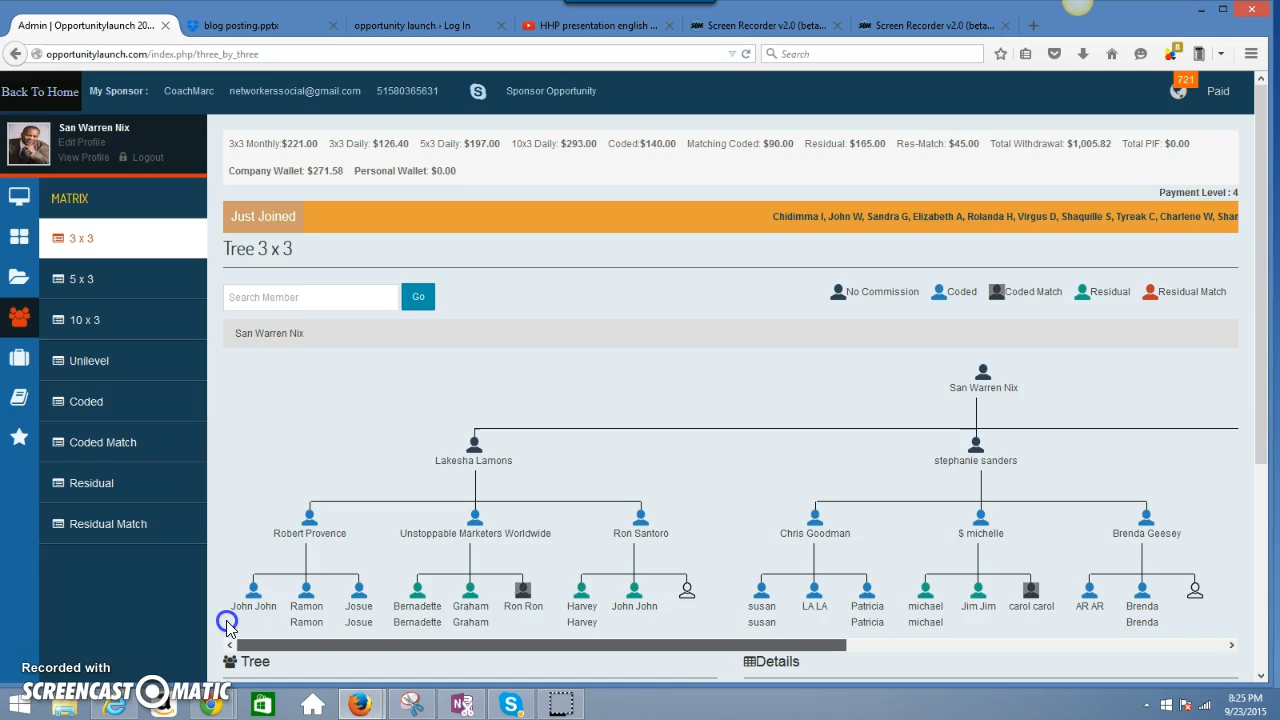 Admin | Opportunitylaunch 20...
blog posting.pptx
opportunity launch › Log In
HHP presentation english ...
Screen Recorder v2.0 (beta...
Screen Recorder v2.0 (beta...
opportunitylaunch.com/index.php/three_by_three
Search
8
Back To Home
My Sponsor :
CoachMarc
networkerssocial@gmail.com
51580365631
Sponsor Opportunity
721
Paid
San Warren Nix
Edit Profile
View Profile
Logout
3x3 Monthly:$221.00 3x3 Daily: $126.40 5x3 Daily: $197.00 10x3 Daily: $293.00 Coded:$140.00 Matching Coded: $90.00 Residual: $165.00 Res-Match: $45.00 Total Withdrawal: $1,005.82 Total PIF: $0.00
Company Wallet: $271.58 Personal Wallet: $0.00
Payment Level : 4
MATRIX
3 x 3
5 x 3
10 x 3
Unilevel
Coded
Coded Match
Residual
Residual Match
Just Joined
Chidimma I, John W, Sandra G, Elizabeth A, Rolanda H, Virgus D, Shaquille S, Tyreak C, Charlene W, Shar
Tree 3 x 3
Search Member
Go
No Commission Coded Coded Match Residual Residual Match
San Warren Nix
San Warren Nix
Lakesha Lamons
stephanie sanders
Robert Provence
Unstoppable Marketers Worldwide
Ron Santoro
Chris Goodman
$ michelle
Brenda Geesey
John John
Ramon
Ramon
Josue
Josue
Bernadette
Bernadette
Graham
Graham
Ron Ron
Harvey
Harvey
John John
susan
susan
LA LA
Patricia
Patricia
michael
michael
Jim Jim
carol carol
AR AR
Brenda
Brenda
Tree
Details
Recorded with
SCREENCAST-O-MATIC
8:25 PM
9/23/2015